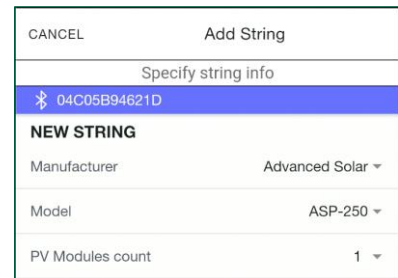 CANCEL Add String
Specify string info
04C05B94621D
NEW STRING
Manufacturer Advanced Solar
Model ASP-250
PV Modules count 1